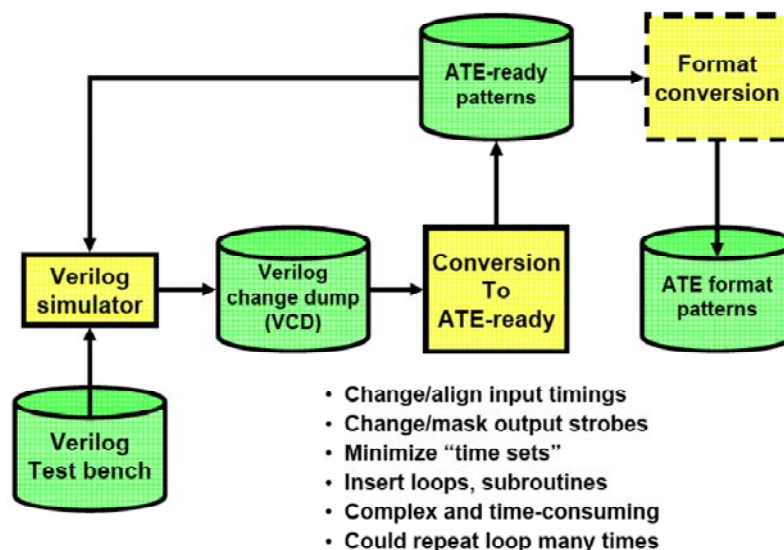 ATE-ready
patterns
Format
conversion
Verilog
simulator
Verilog
change dump
(VCD)
Conversion
To
ATE-ready
ATE format
patterns
Verilog
Test bench
• Change/align input timings
• Change/mask output strobes
• Minimize “time sets”
• Insert loops, subroutines
• Complex and time-consuming
• Could repeat loop many times